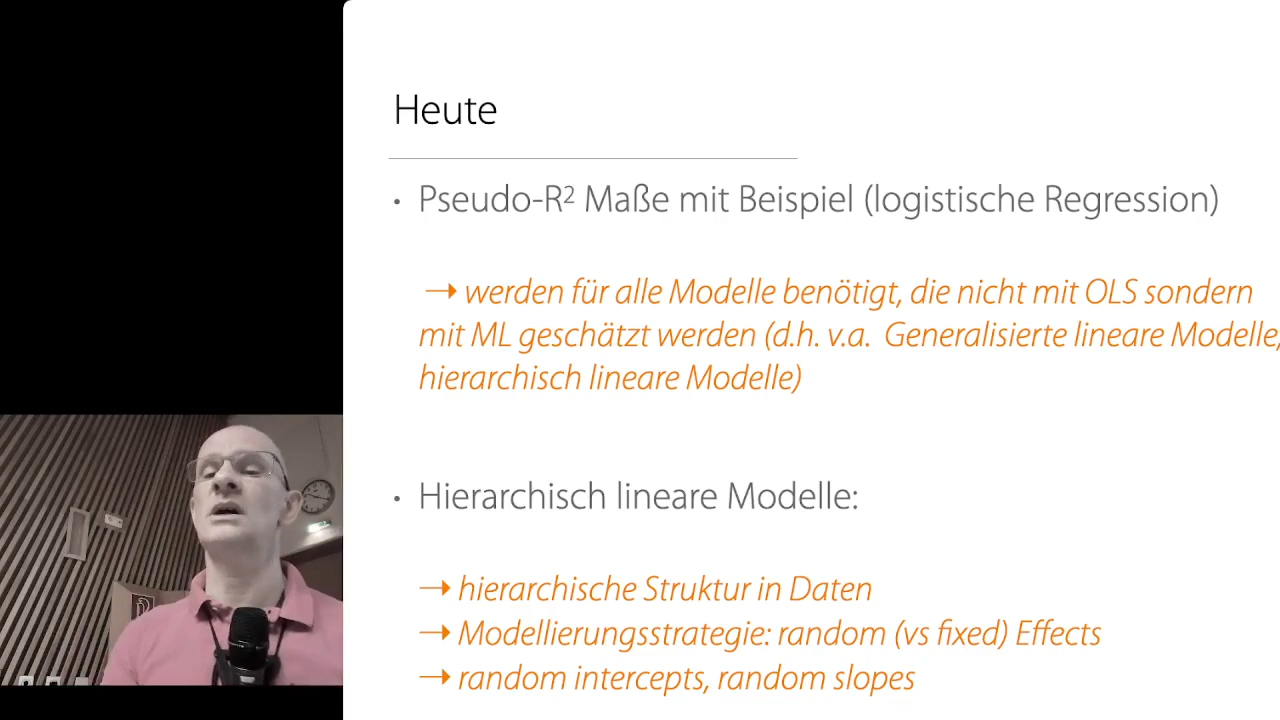 Heute
• Pseudo-R² Maße mit Beispiel (logistische Regression)
→ werden für alle Modelle benötigt, die nicht mit OLS sondern
mit ML geschätzt werden (d.h. v.a. Generalisierte lineare Modelle,
hierarchisch lineare Modelle)
• Hierarchisch lineare Modelle:
→ hierarchische Struktur in Daten
→ Modellierungsstrategie: random (vs fixed) Effects
→ random intercepts, random slopes